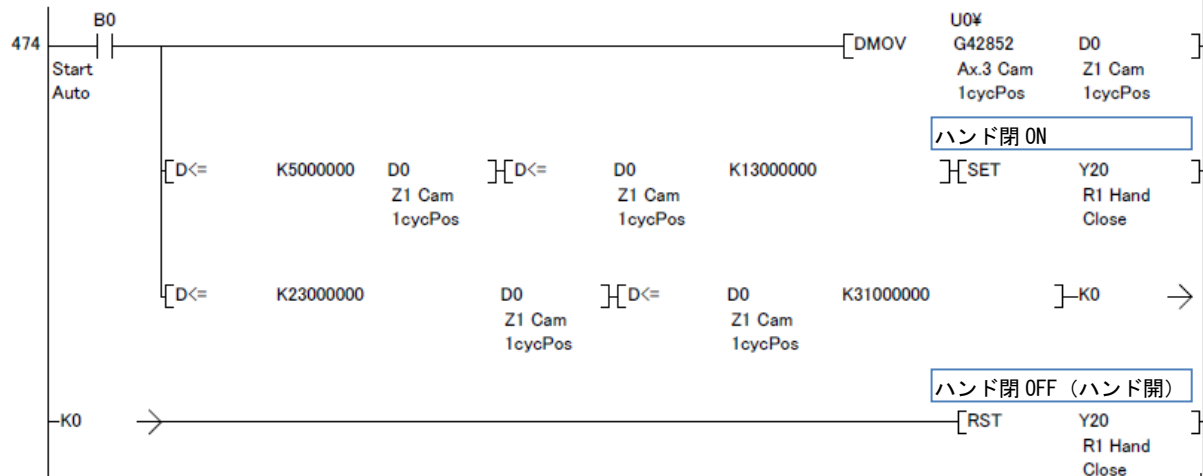 B0
U0¥
474 [DMOV G42852 D0 ]
Start Ax.3 Cam Z1 Cam
Auto 1cycPos 1cycPos
ハンド閉 ON
[D<= K5000000 D0 ][D<= D0 K13000000 ][SET Y20 ]
Z1 Cam Z1 Cam R1 Hand
1cycPos 1cycPos Close
[D<= K23000000 D0 ][D<= D0 K31000000 ]K0
Z1 Cam Z1 Cam
1cycPos 1cycPos
ハンド閉 OFF（ハンド開）
K0 [RST Y20 ]
R1 Hand
Close